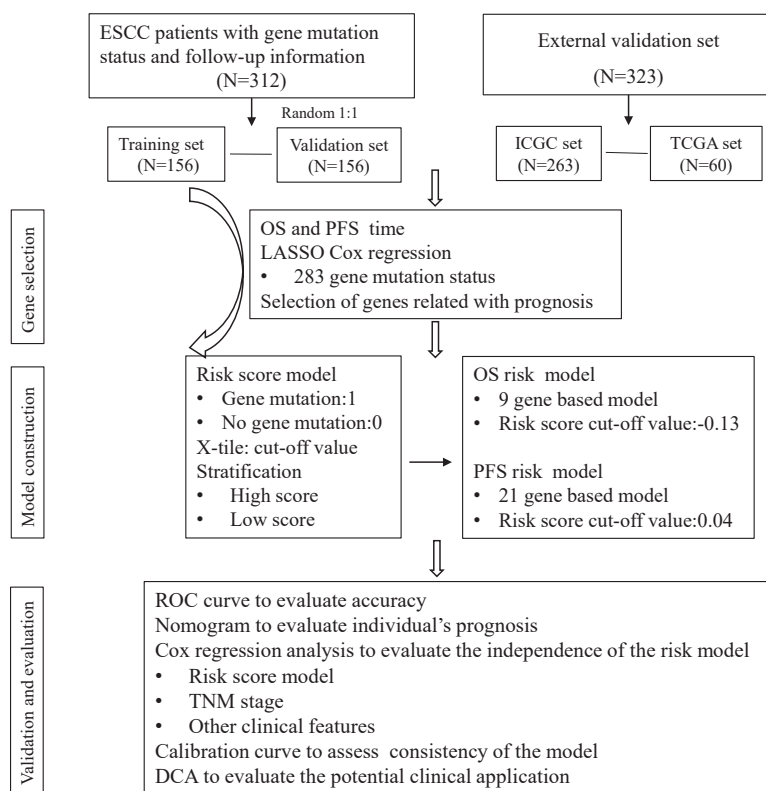 ESCC patients with gene mutation
status and follow-up information
(N=312)
External validation set
(N=323)
Random 1:1
Training set
(N=156)
Validation set
(N=156)
ICGC set
(N=263)
TCGA set
(N=60)
Gene selection
OS and PFS time
LASSO Cox regression
• 283 gene mutation status
Selection of genes related with prognosis
Model construction
Risk score model
• Gene mutation:1
• No gene mutation:0
X-tile: cut-off value
Stratification
• High score
• Low score
OS risk model
• 9 gene based model
• Risk score cut-off value:-0.13
PFS risk model
• 21 gene based model
• Risk score cut-off value:0.04
Validation and evaluation
ROC curve to evaluate accuracy
Nomogram to evaluate individual's prognosis
Cox regression analysis to evaluate the independence of the risk model
• Risk score model
• TNM stage
• Other clinical features
Calibration curve to assess consistency of the model
DCA to evaluate the potential clinical application